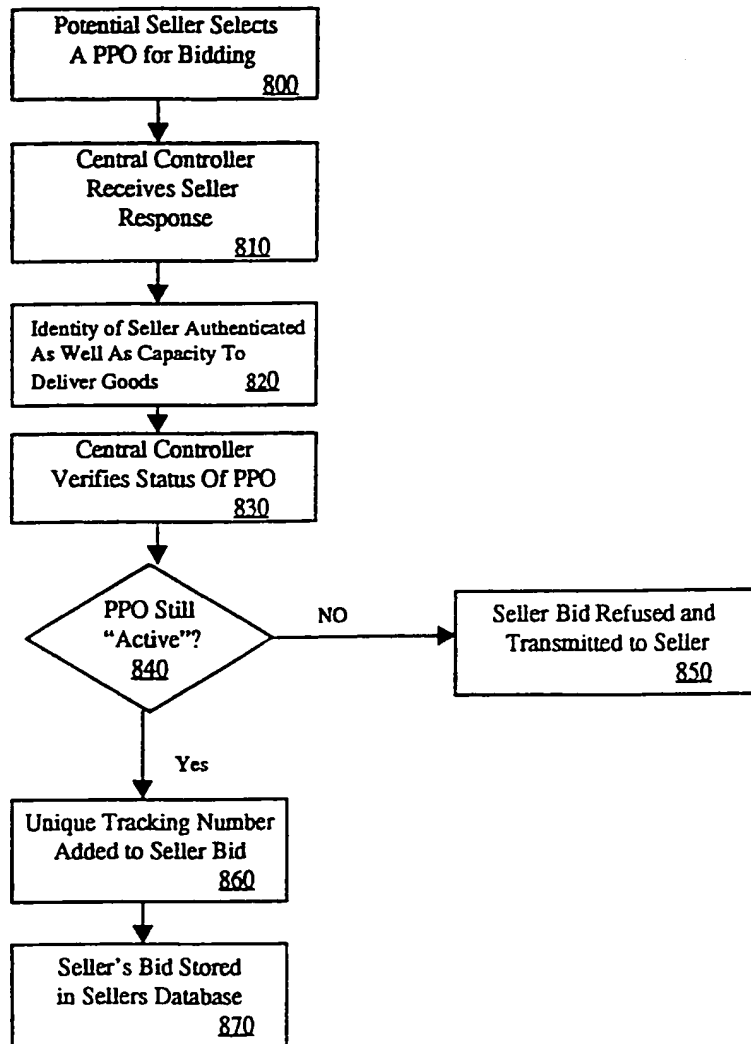 Potential Seller Selects
A PPO for Bidding
800
Central Controller
Receives Seller
Response
810
Identity of Seller Authenticated
As Well As Capacity To
Deliver Goods 820
Central Controller
Verifies Status Of PPO
830
PPO Still
"Active"?
840
NO
Seller Bid Refused and
Transmitted to Seller
850
Yes
Unique Tracking Number
Added to Seller Bid
860
Seller's Bid Stored
in Sellers Database
870